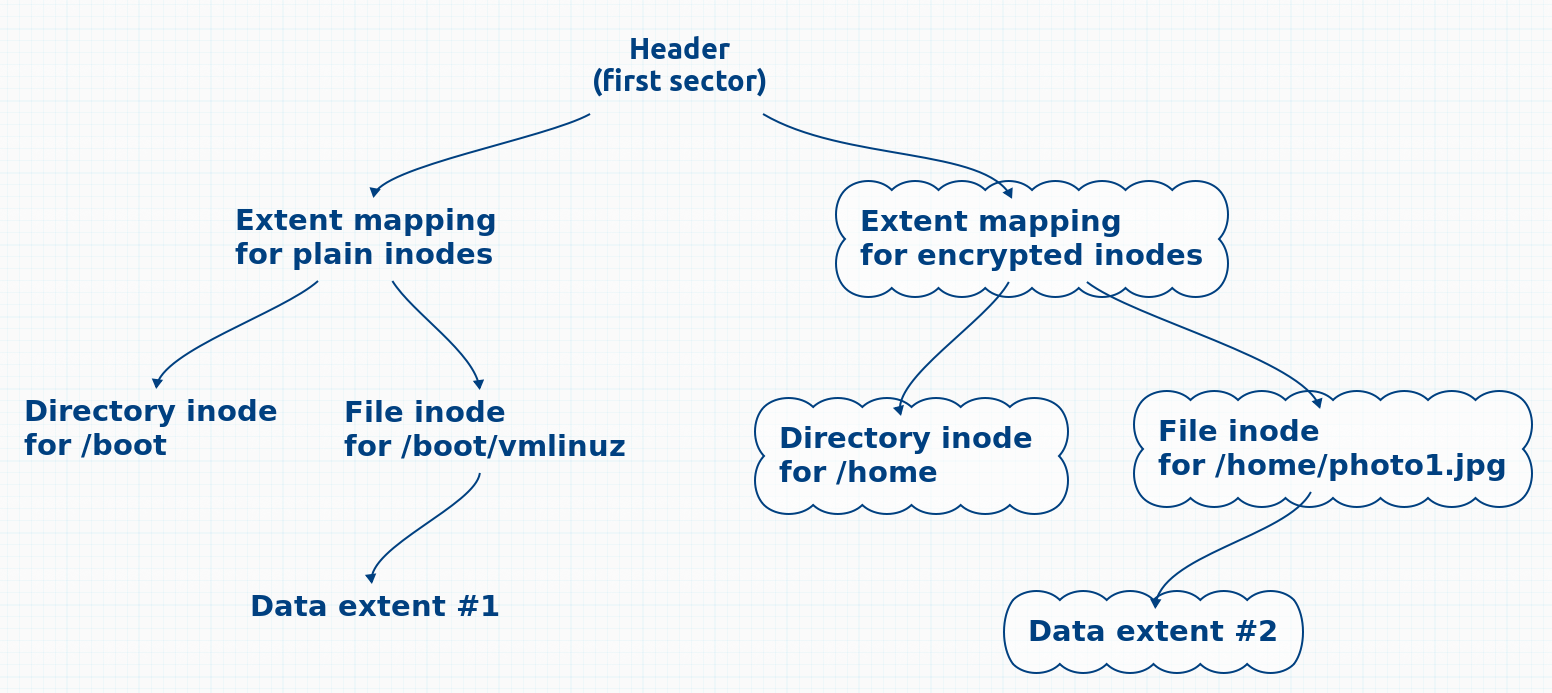 Header
(first sector)
Extent mapping
for plain inodes
Extent mapping
for encrypted inodes
Directory inode
for /boot
File inode
for /boot/vmlinuz
Directory inode
for /home
File inode
for /home/photo1.jpg
Data extent #1
Data extent #2